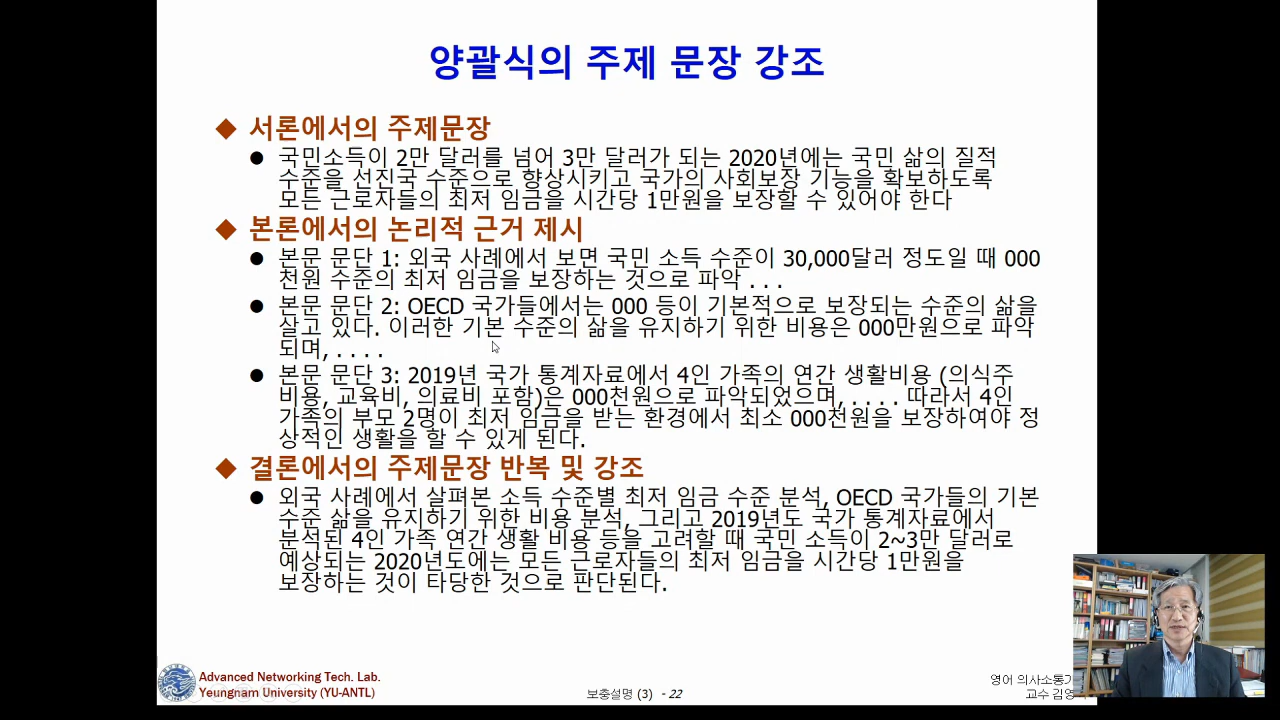 양괄식의 주제 문장 강조
◆ 서론에서의 주제문장
● 국민소득이 2만 달러를 넘어 3만 달러가 되는 2020년에는 국민 삶의 질적
수준을 선진국 수준으로 향상시키고 국가의 사회보장 기능을 확보하도록
모든 근로자들의 최저 임금을 시간당 1만원을 보장할 수 있어야 한다
◆ 본론에서의 논리적 근거 제시
● 본문 문단 1: 외국 사례에서 보면 국민 소득 수준이 30,000달러 정도일 때 000
천원 수준의 최저 임금을 보장하는 것으로 파악 . . .
● 본문 문단 2: OECD 국가들에서는 000 등이 기본적으로 보장되는 수준의 삶을
살고 있다. 이러한 기본 수준의 삶을 유지하기 위한 비용은 000만원으로 파악
되며, . . . .
● 본문 문단 3: 2019년 국가 통계자료에서 4인 가족의 연간 생활비용 (의식주
비용, 교육비, 의료비 포함)은 000천원으로 파악되었으며, . . . . 따라서 4인
가족의 부모 2명이 최저 임금을 받는 환경에서 최소 000천원을 보장하여야 정
상적인 생활을 할 수 있게 된다.
◆ 결론에서의 주제문장 반복 및 강조
● 외국 사례에서 살펴본 소득 수준별 최저 임금 수준 분석, OECD 국가들의 기본
수준 삶을 유지하기 위한 비용 분석, 그리고 2019년도 국가 통계자료에서
분석된 4인 가족 연간 생활 비용 등을 고려할 때 국민 소득이 2~3만 달러로
예상되는 2020년도에는 모든 근로자들의 최저 임금을 시간당 1만원을
보장하는 것이 타당한 것으로 판단된다.
Advanced Networking Tech. Lab.
Yeungnam University (YU-ANTL)
보충설명 (3) - 22
영어 의사소통기
교수 김영